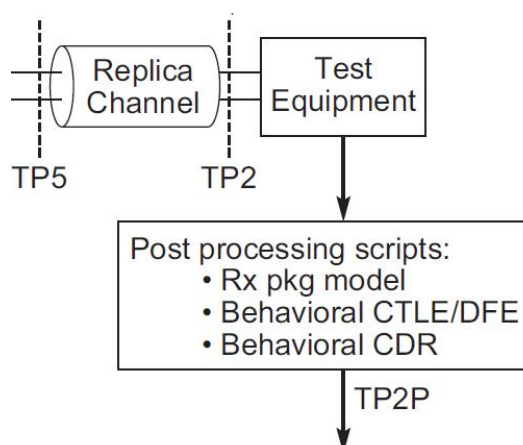 Replica
Channel
Test
Equipment
TP5
TP2
Post processing scripts:
• Rx pkg model
• Behavioral CTLE/DFE
• Behavioral CDR
TP2P